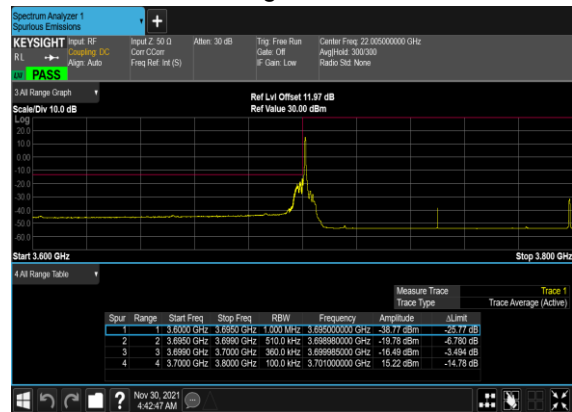 Spectrum Analyzer 1
Spurious Emissions
KEYSIGHT Input: RF Input Z: 50 Ω Atten: 30 dB Trig: Free Run Center Freq: 22.005000000 GHz
RL Coupling: DC Corr CCorr Gate: Off Avg|Hold: 300/300
Align: Auto Freq Ref: Int (S) IF Gain: Low Radio Std: None
PASS
3 All Range Graph
Ref Lvl Offset 11.97 dB
Scale/Div 10.0 dB Ref Value 30.00 dBm
Log
20.0
10.0
0.00
-10.0
-20.0
-30.0
-40.0
-50.0
-60.0
Start 3.600 GHz Stop 3.800 GHz
4 All Range Table
Measure Trace Trace 1
Trace Type Trace Average (Active)
Spur Range Start Freq Stop Freq RBW Frequency Amplitude ΔLimit
1 1 3.6000 GHz 3.6950 GHz 1.000 MHz 3.695000000 GHz -38.77 dBm -25.77 dB
2 2 3.6950 GHz 3.6990 GHz 510.0 kHz 3.698980000 GHz -19.78 dBm -6.780 dB
3 3 3.6990 GHz 3.7000 GHz 360.0 kHz 3.699985000 GHz -16.49 dBm -3.494 dB
4 4 3.7000 GHz 3.8000 GHz 100.0 kHz 3.701000000 GHz 15.22 dBm -14.78 dB
Nov 30, 2021
4:42:47 AM